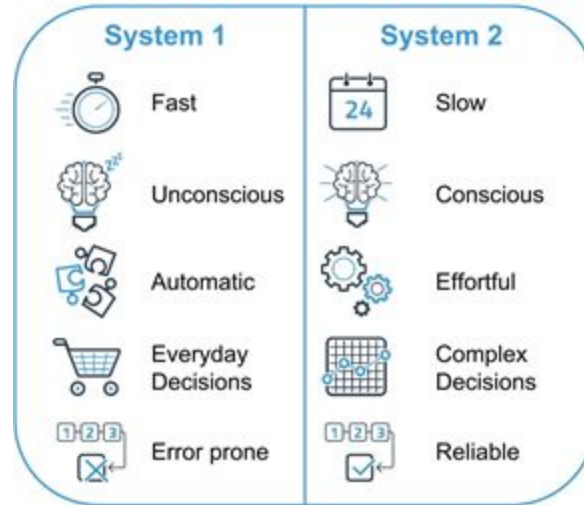 System 1
Fast
zzz
Unconscious
Automatic
Everyday
Decisions
1 2 3
Error prone
System 2
24
Slow
Conscious
Effortful
Complex
Decisions
1 2 3
Reliable